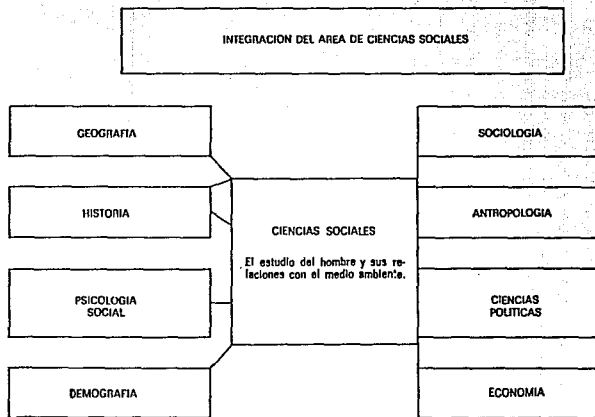 INTEGRACION DEL AREA DE CIENCIAS SOCIALES
GEOGRAFIA
HISTORIA
PSICOLOGIA
SOCIAL
DEMOGRAFIA
CIENCIAS SOCIALES
El estudio del hombre y sus re-
laciones con el medio ambiente.
SOCIOLOGIA
ANTROPOLOGIA
CIENCIAS
POLITICAS
ECONOMIA